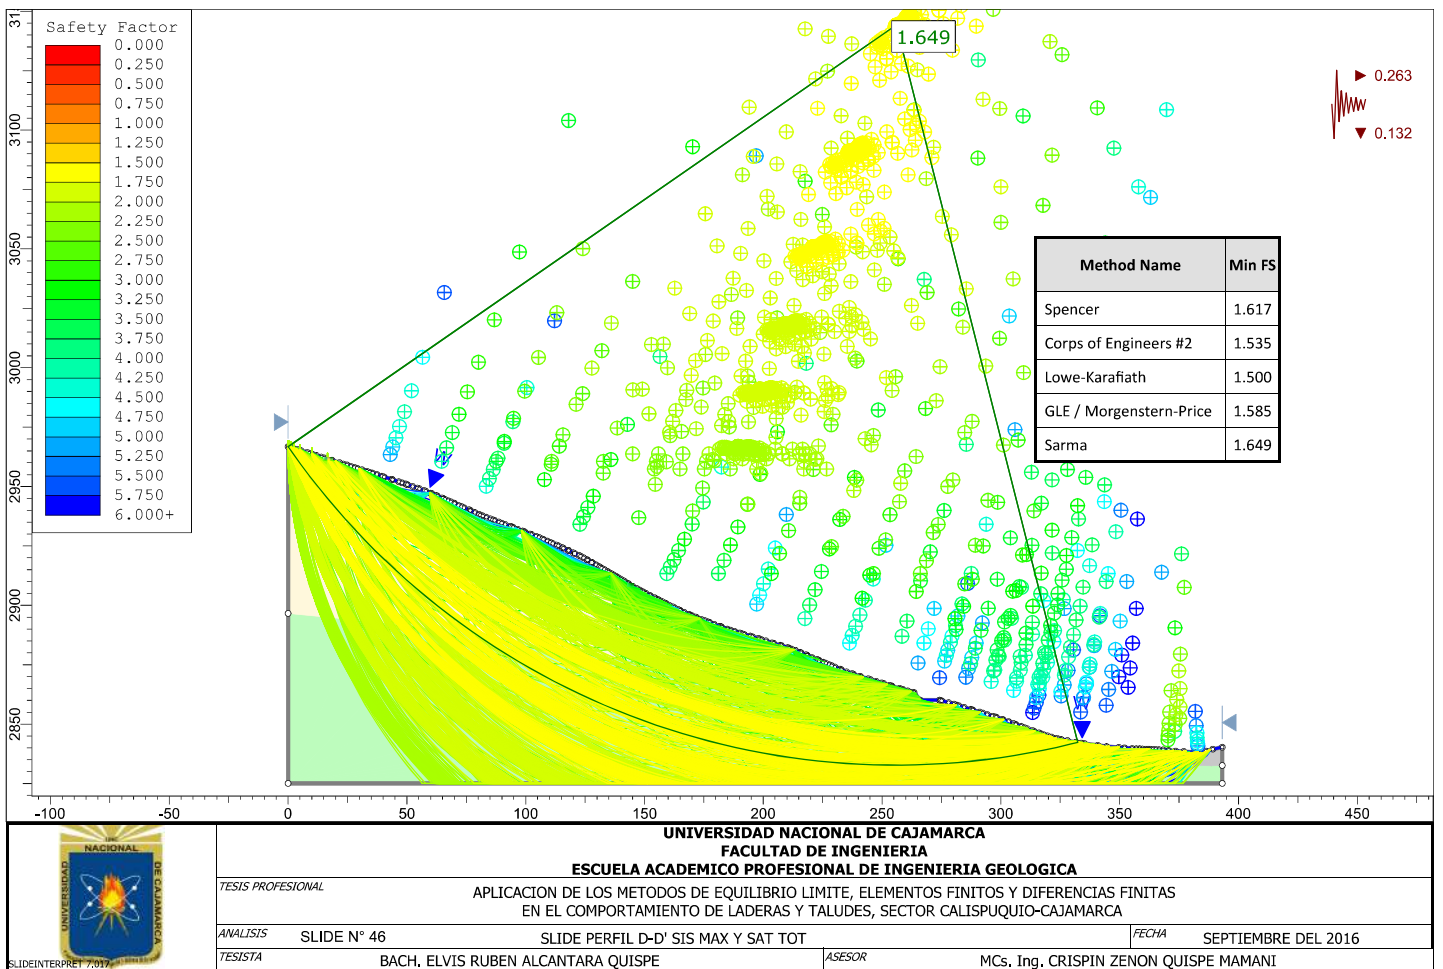 Safety Factor
0.000
0.250
0.500
0.750
1.000
1.250
1.500
1.750
2.000
2.250
2.500
2.750
3.000
3.250
3.500
3.750
4.000
4.250
4.500
4.750
5.000
5.250
5.500
5.750
6.000+
1.649
0.263
0.132
3100
3050
3000
2950
2900
2850
W
W
Method Name Min FS
Spencer 1.617
Corps of Engineers #2 1.535
Lowe-Karafiath 1.500
GLE / Morgenstern-Price 1.585
Sarma 1.649
-100 -50 0 50 100 150 200 250 300 350 400 450
UNIVERSIDAD NACIONAL DE CAJAMARCA
FACULTAD DE INGENIERIA
ESCUELA ACADEMICO PROFESIONAL DE INGENIERIA GEOLOGICA
TESIS PROFESIONAL
APLICACION DE LOS METODOS DE EQUILIBRIO LIMITE, ELEMENTOS FINITOS Y DIFERENCIAS FINITAS
EN EL COMPORTAMIENTO DE LADERAS Y TALUDES, SECTOR CALISPUQUIO-CAJAMARCA
ANALISIS SLIDE N° 46 SLIDE PERFIL D-D' SIS MAX Y SAT TOT FECHA SEPTIEMBRE DEL 2016
TESISTA BACH. ELVIS RUBEN ALCANTARA QUISPE ASESOR MCs. Ing. CRISPIN ZENON QUISPE MAMANI
NACIONAL
UNIVERSIDAD
DE CAJAMARCA
SLIDEINTERPRET 7.017